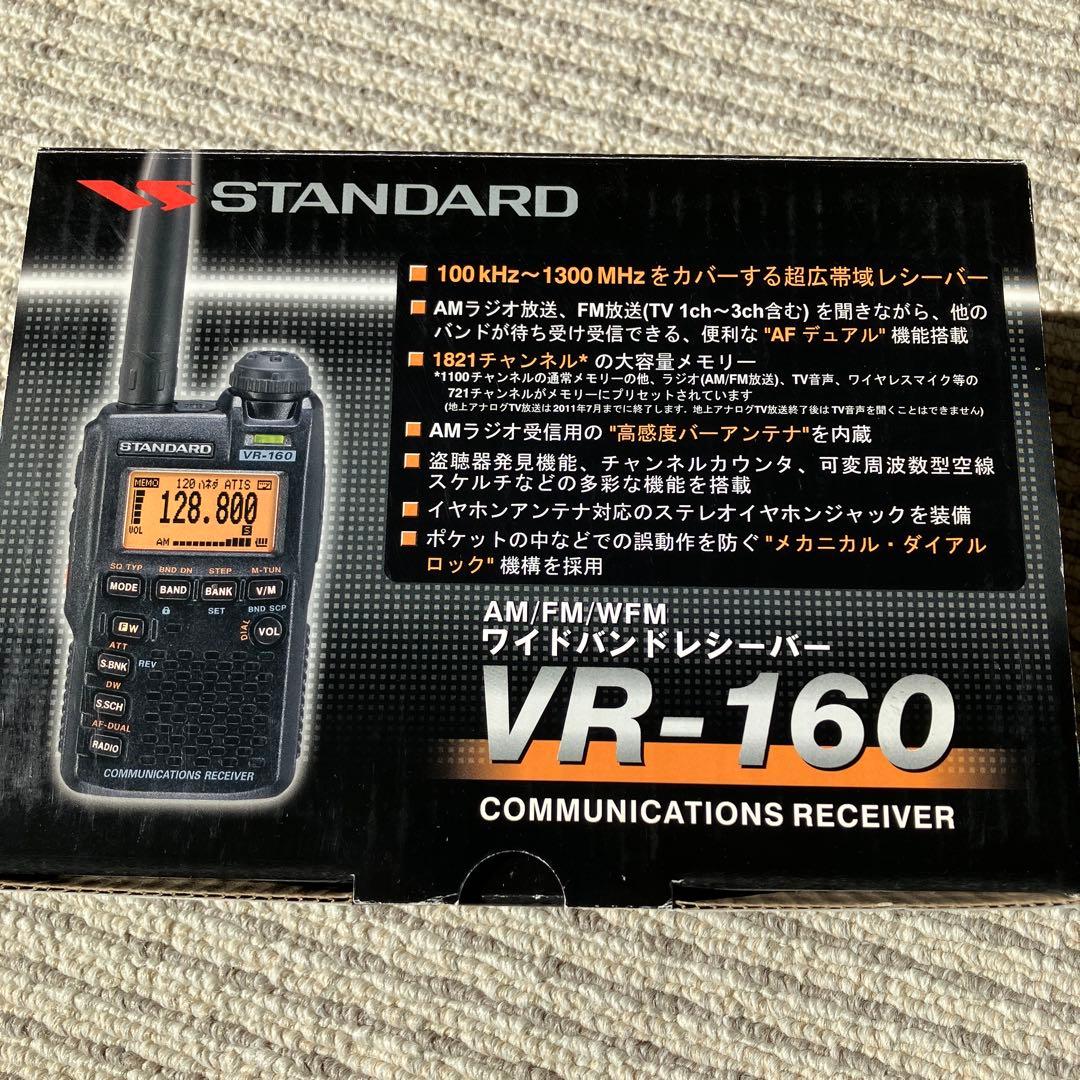 STANDARD
■ 100 kHz～1300 MHz をカバーする超広帯域レシーバー
■ AMラジオ放送、FM放送(TV 1ch～3ch含む) を聞きながら、他の
バンドが待ち受け受信できる、便利な "AF デュアル" 機能搭載
■ 1821チャンネル* の大容量メモリー
*1100チャンネルの通常メモリーの他、ラジオ(AM/FM放送)、TV音声、ワイヤレスマイク等の
721チャンネルがメモリーにプリセットされています
(地上アナログTV放送は2011年7月までに終了します. 地上アナログTV放送終了後はTV音声を聞くことはできません)
■ AMラジオ受信用の "高感度バーアンテナ"を内蔵
■ 盗聴器発見機能、チャンネルカウンタ、可変周波数型空線
スケルチなどの多彩な機能を搭載
■ イヤホンアンテナ対応のステレオイヤホンジャックを装備
■ ポケットの中などでの誤動作を防ぐ "メカニカル・ダイアル
ロック" 機構を採用
AM/FM/WFM
ワイドバンドレシーバー
VR-160
COMMUNICATIONS RECEIVER
STANDARD
VR-160
MEMO 120 ハネダ ATIS
128.800
VOL S
AM
SQ TYP BND DN STEP M-TUN
MODE BAND BANK V/M
SET BND SCP
FW DIAL VOL
ATT
S.BNK REV
DW
S.SCH
AF-DUAL
RADIO
COMMUNICATIONS RECEIVER